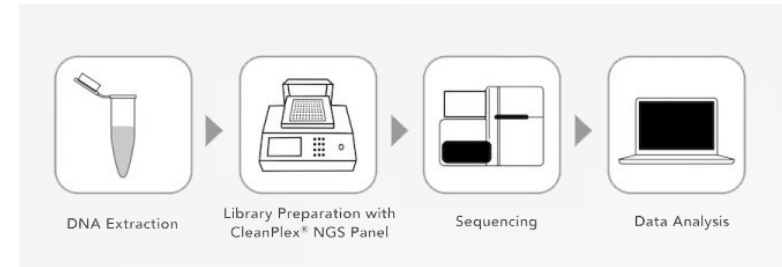 DNA Extraction
Library Preparation with
CleanPlex® NGS Panel
Sequencing
Data Analysis